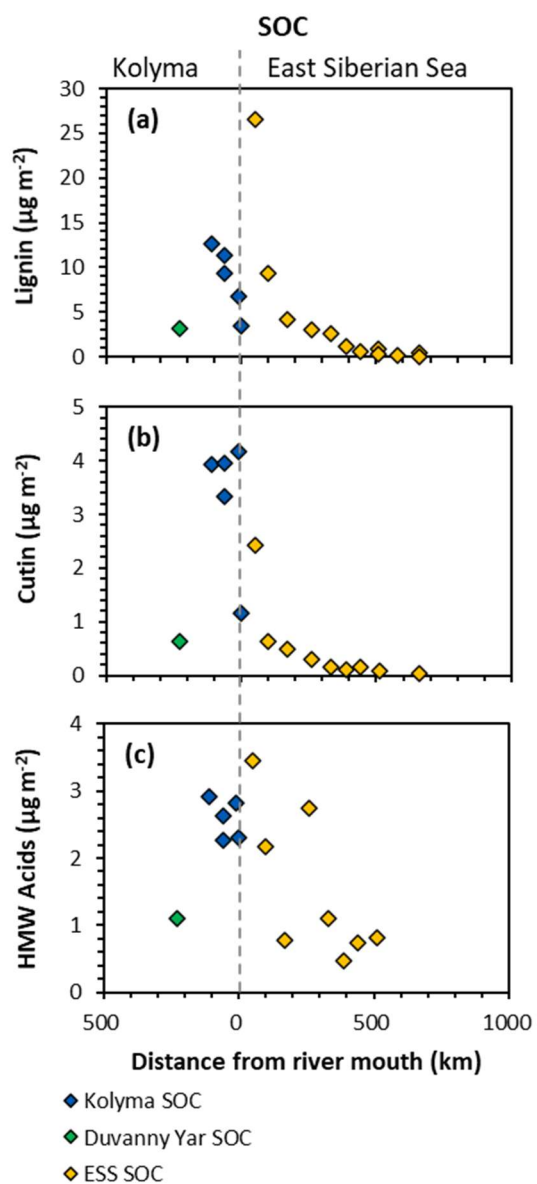 SOC
Kolyma East Siberian Sea
(a)
Lignin (µg m-2)
30
25
20
15
10
5
0
(b)
Cutin (µg m-2)
5
4
3
2
1
0
(c)
HMW Acids (µg m-2)
4
3
2
1
0
500 0 500 1000
Distance from river mouth (km)
Kolyma SOC
Duvanny Yar SOC
ESS SOC